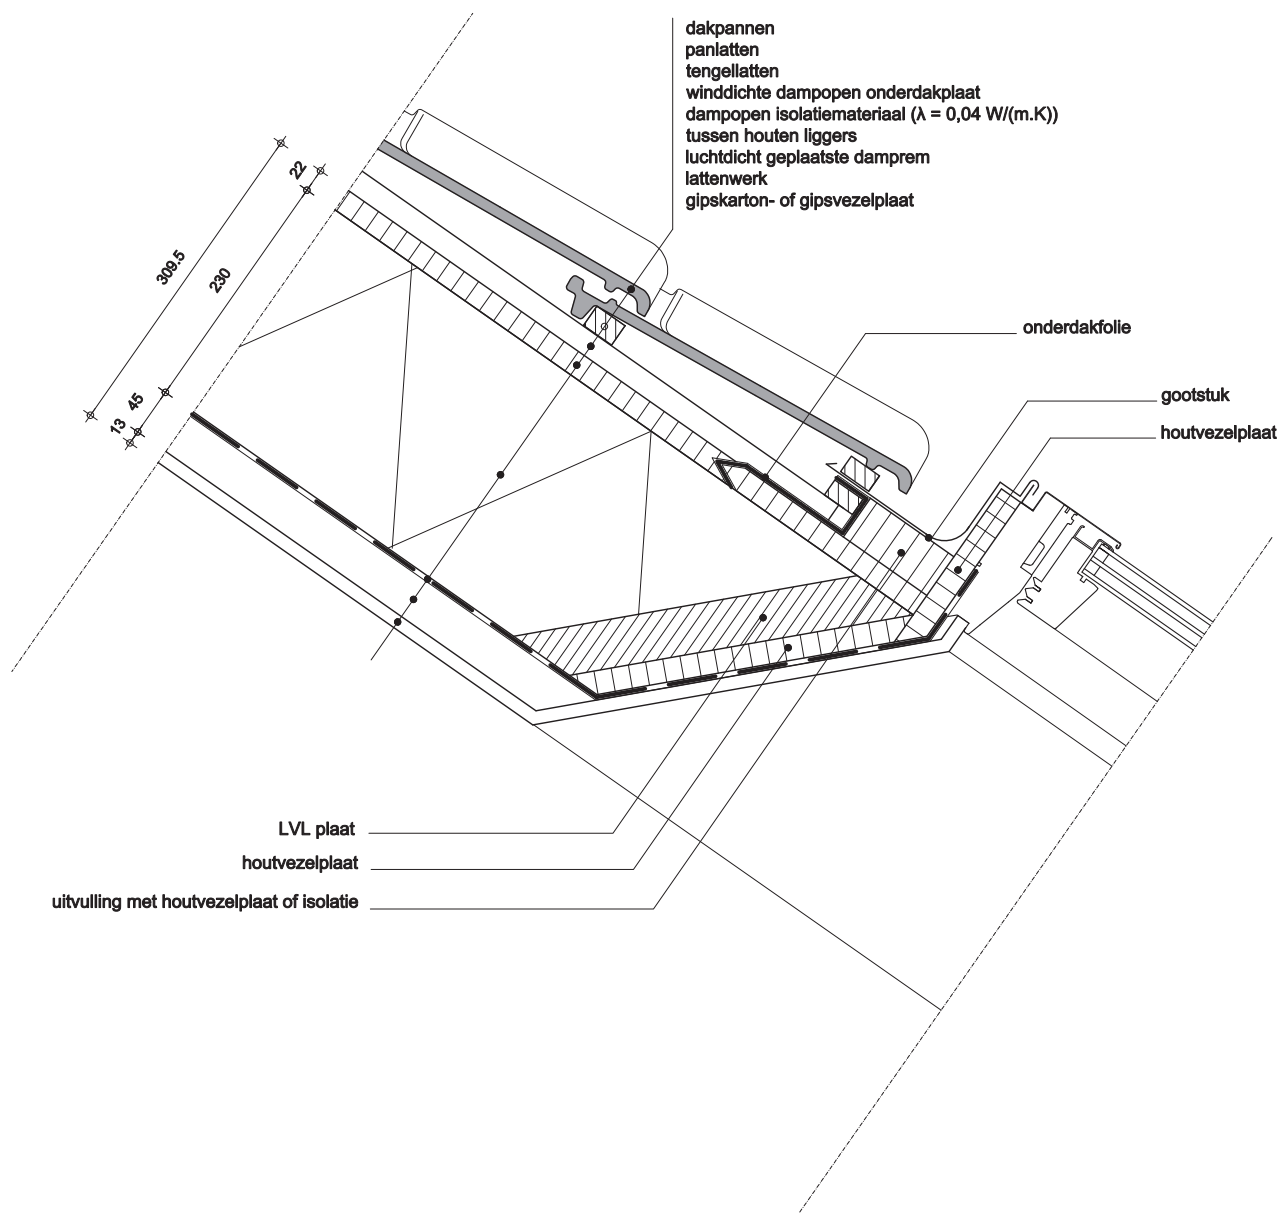 dakpannen
panlatten
tengellatten
winddichte dampopen onderdakplaat
dampopen isolatiemateriaal (λ = 0,04 W/(m.K))
tussen houten liggers
luchtdicht geplaatste damprem
lattenwerk
gipskarton- of gipsvezelplaat
22
309.5
230
45
13
onderdakfolie
gootstuk
houtvezelplaat
LVL plaat
houtvezelplaat
uitvulling met houtvezelplaat of isolatie